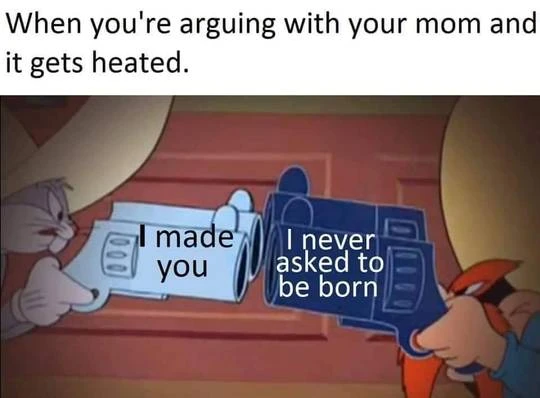 When you're arguing with your mom and
it gets heated.
I made
you
I never
asked to
be born